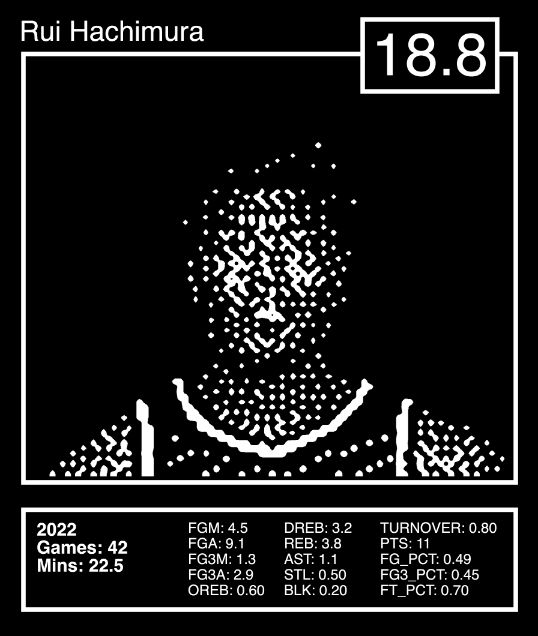 Rui Hachimura
18.8
2022
Games: 42
Mins: 22.5
FGM: 4.5
FGA: 9.1
FG3M: 1.3
FG3A: 2.9
OREB: 0.60
DREB: 3.2
REB: 3.8
AST: 1.1
STL: 0.50
BLK: 0.20
TURNOVER: 0.80
PTS: 11
FG_PCT: 0.49
FG3_PCT: 0.45
FT_PCT: 0.70